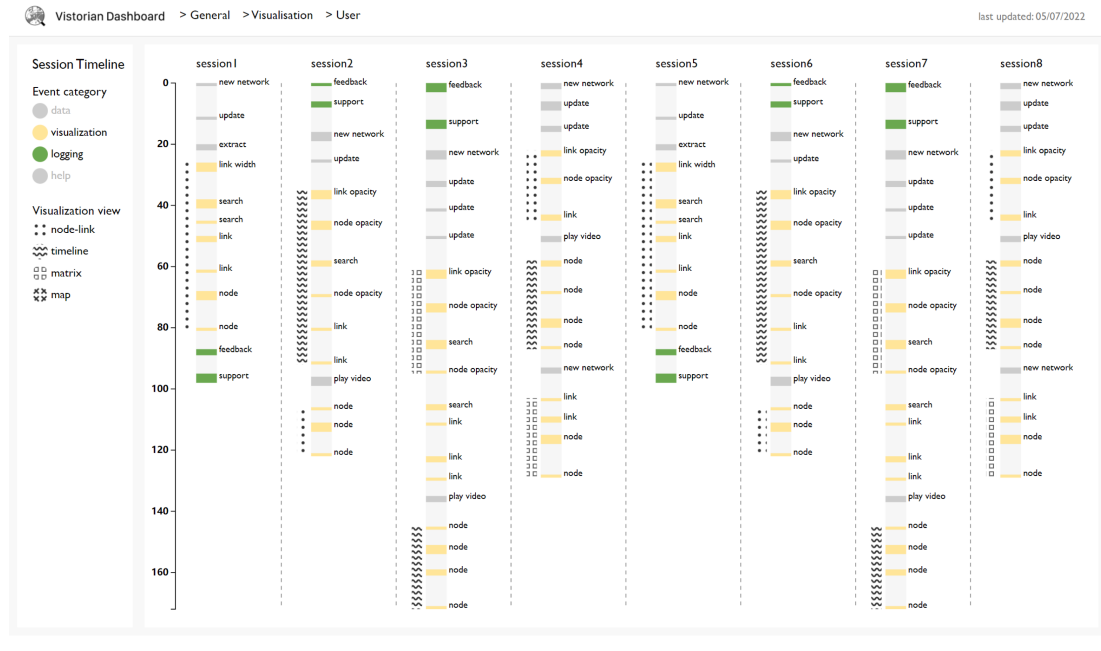 Vistorian Dashboard > General >Visualisation > User
last updated: 05/07/2022
Session Timeline
Event category
data
visualization
logging
help
Visualization view
node-link
timeline
matrix
map
0
20
40
60
80
100
120
140
160
session1
new network
update
extract
link width
search
search
link
link
node
node
feedback
support
session2
feedback
support
new network
update
link opacity
node opacity
search
node opacity
link
link
play video
node
node
node
session3
feedback
support
new network
update
update
update
link opacity
node opacity
search
node opacity
search
link
link
link
play video
node
node
node
node
session4
new network
update
update
link opacity
node opacity
link
play video
node
node
node
node
new network
link
link
node
node
session5
new network
update
extract
link width
search
search
link
link
node
node
feedback
support
session6
feedback
support
new network
update
link opacity
node opacity
search
node opacity
link
link
play video
node
node
node
session7
feedback
support
new network
update
update
update
link opacity
node opacity
search
node opacity
search
link
link
link
play video
node
node
node
node
session8
new network
update
update
link opacity
node opacity
link
play video
node
node
node
node
new network
link
link
node
node